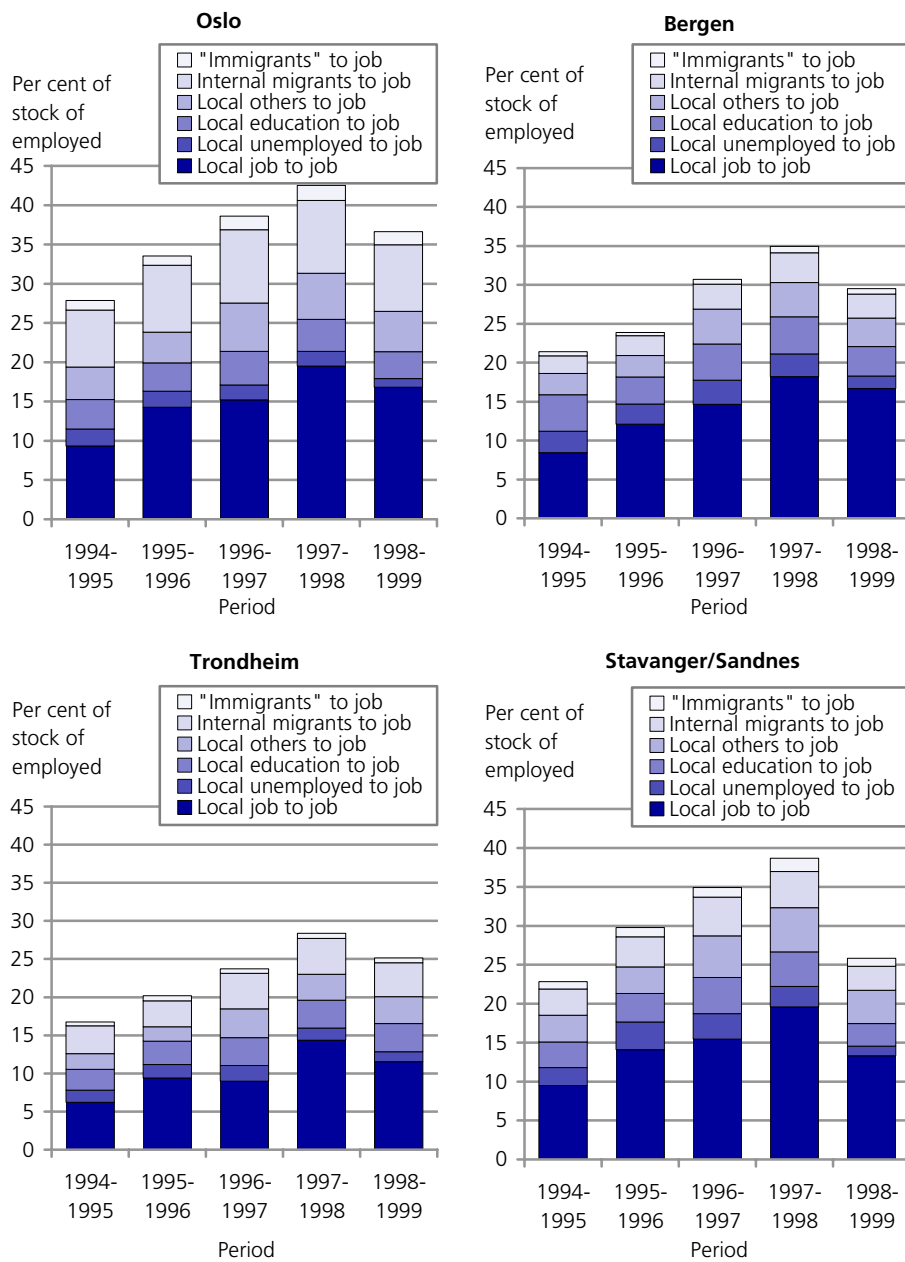 Oslo
"Immigrants" to job
Internal migrants to job
Local others to job
Local education to job
Local unemployed to job
Local job to job
Per cent of
stock of
employed
45
40
35
30
25
20
15
10
5
0
1994-
1995
1995-
1996
1996-
1997
1997-
1998
1998-
1999
Period
Bergen
"Immigrants" to job
Internal migrants to job
Local others to job
Local education to job
Local unemployed to job
Local job to job
Per cent of
stock of
employed
45
40
35
30
25
20
15
10
5
0
1994-
1995
1995-
1996
1996-
1997
1997-
1998
1998-
1999
Period
Trondheim
"Immigrants" to job
Internal migrants to job
Local others to job
Local education to job
Local unemployed to job
Local job to job
Per cent of
stock of
employed
45
40
35
30
25
20
15
10
5
0
1994-
1995
1995-
1996
1996-
1997
1997-
1998
1998-
1999
Period
Stavanger/Sandnes
"Immigrants" to job
Internal migrants to job
Local others to job
Local education to job
Local unemployed to job
Local job to job
Per cent of
stock of
employed
45
40
35
30
25
20
15
10
5
0
1994-
1995
1995-
1996
1996-
1997
1997-
1998
1998-
1999
Period